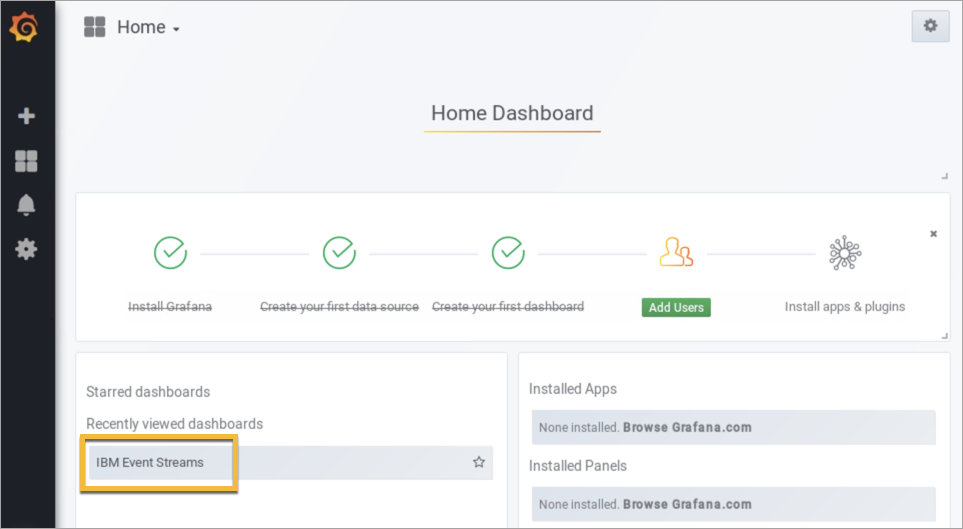 Home
Home Dashboard
Install Grafana
Create your first data source
Create your first dashboard
Add Users
Install apps & plugins
Starred dashboards
Recently viewed dashboards
IBM Event Streams
Installed Apps
None installed. Browse Grafana.com
Installed Panels
None installed. Browse Grafana.com